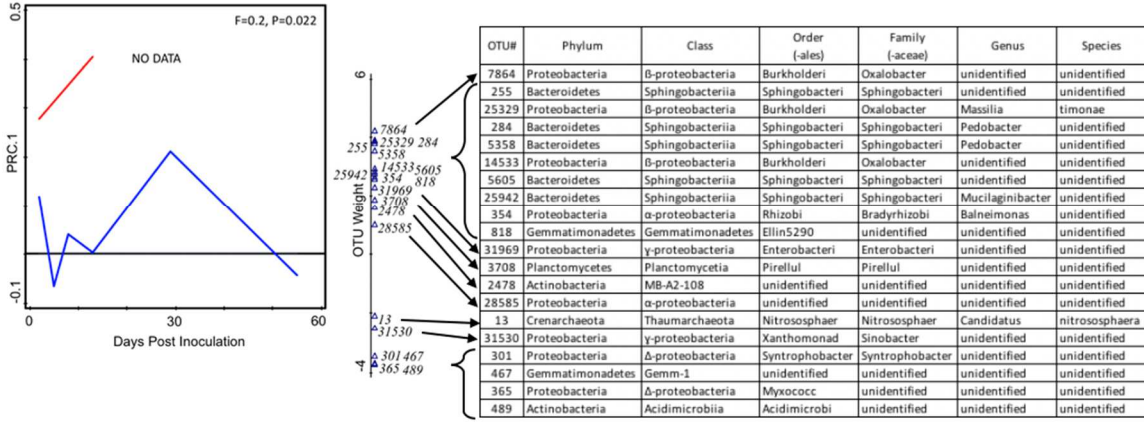 0.5
F=0.2, P=0.022
NO DATA
PRC.1
-0.1
0 30 60
Days Post Inoculation
6
OTU Weight
-4
7864
255 25329 284
5358
14533 5605
25942 354 818
31969
3708
2478
28585
13
31530
301 467
365 489
OTU# Phylum Class Order (-ales) Family (-aceae) Genus Species
7864 Proteobacteria ß-proteobacteria Burkholderi Oxalobacter unidentified unidentified
255 Bacteroidetes Sphingobacteriia Sphingobacteri Sphingobacteri unidentified unidentified
25329 Proteobacteria ß-proteobacteria Burkholderi Oxalobacter Massilia timonae
284 Bacteroidetes Sphingobacteriia Sphingobacteri Sphingobacteri Pedobacter unidentified
5358 Bacteroidetes Sphingobacteriia Sphingobacteri Sphingobacteri Pedobacter unidentified
14533 Proteobacteria ß-proteobacteria Burkholderi Oxalobacter unidentified unidentified
5605 Bacteroidetes Sphingobacteriia Sphingobacteri Sphingobacteri unidentified unidentified
25942 Bacteroidetes Sphingobacteriia Sphingobacteri Sphingobacteri Mucilaginibacter unidentified
354 Proteobacteria α-proteobacteria Rhizobi Bradyrhizobi Balneimonas unidentified
818 Gemmatimonadetes Gemmatimonadetes Ellin5290 unidentified unidentified unidentified
31969 Proteobacteria γ-proteobacteria Enterobacteri Enterobacteri unidentified unidentified
3708 Planctomycetes Planctomycetia Pirellul Pirellul unidentified unidentified
2478 Actinobacteria MB-A2-108 unidentified unidentified unidentified unidentified
28585 Proteobacteria α-proteobacteria unidentified unidentified unidentified unidentified
13 Crenarchaeota Thaumarchaeota Nitrososphaer Nitrososphaer Candidatus nitrososphaera
31530 Proteobacteria γ-proteobacteria Xanthomonad Sinobacter unidentified unidentified
301 Proteobacteria Δ-proteobacteria Syntrophobacter Syntrophobacter unidentified unidentified
467 Gemmatimonadetes Gemm-1 unidentified unidentified unidentified unidentified
365 Proteobacteria Δ-proteobacteria Myxococc unidentified unidentified unidentified
489 Actinobacteria Acidimicrobiia Acidimicrobi unidentified unidentified unidentified